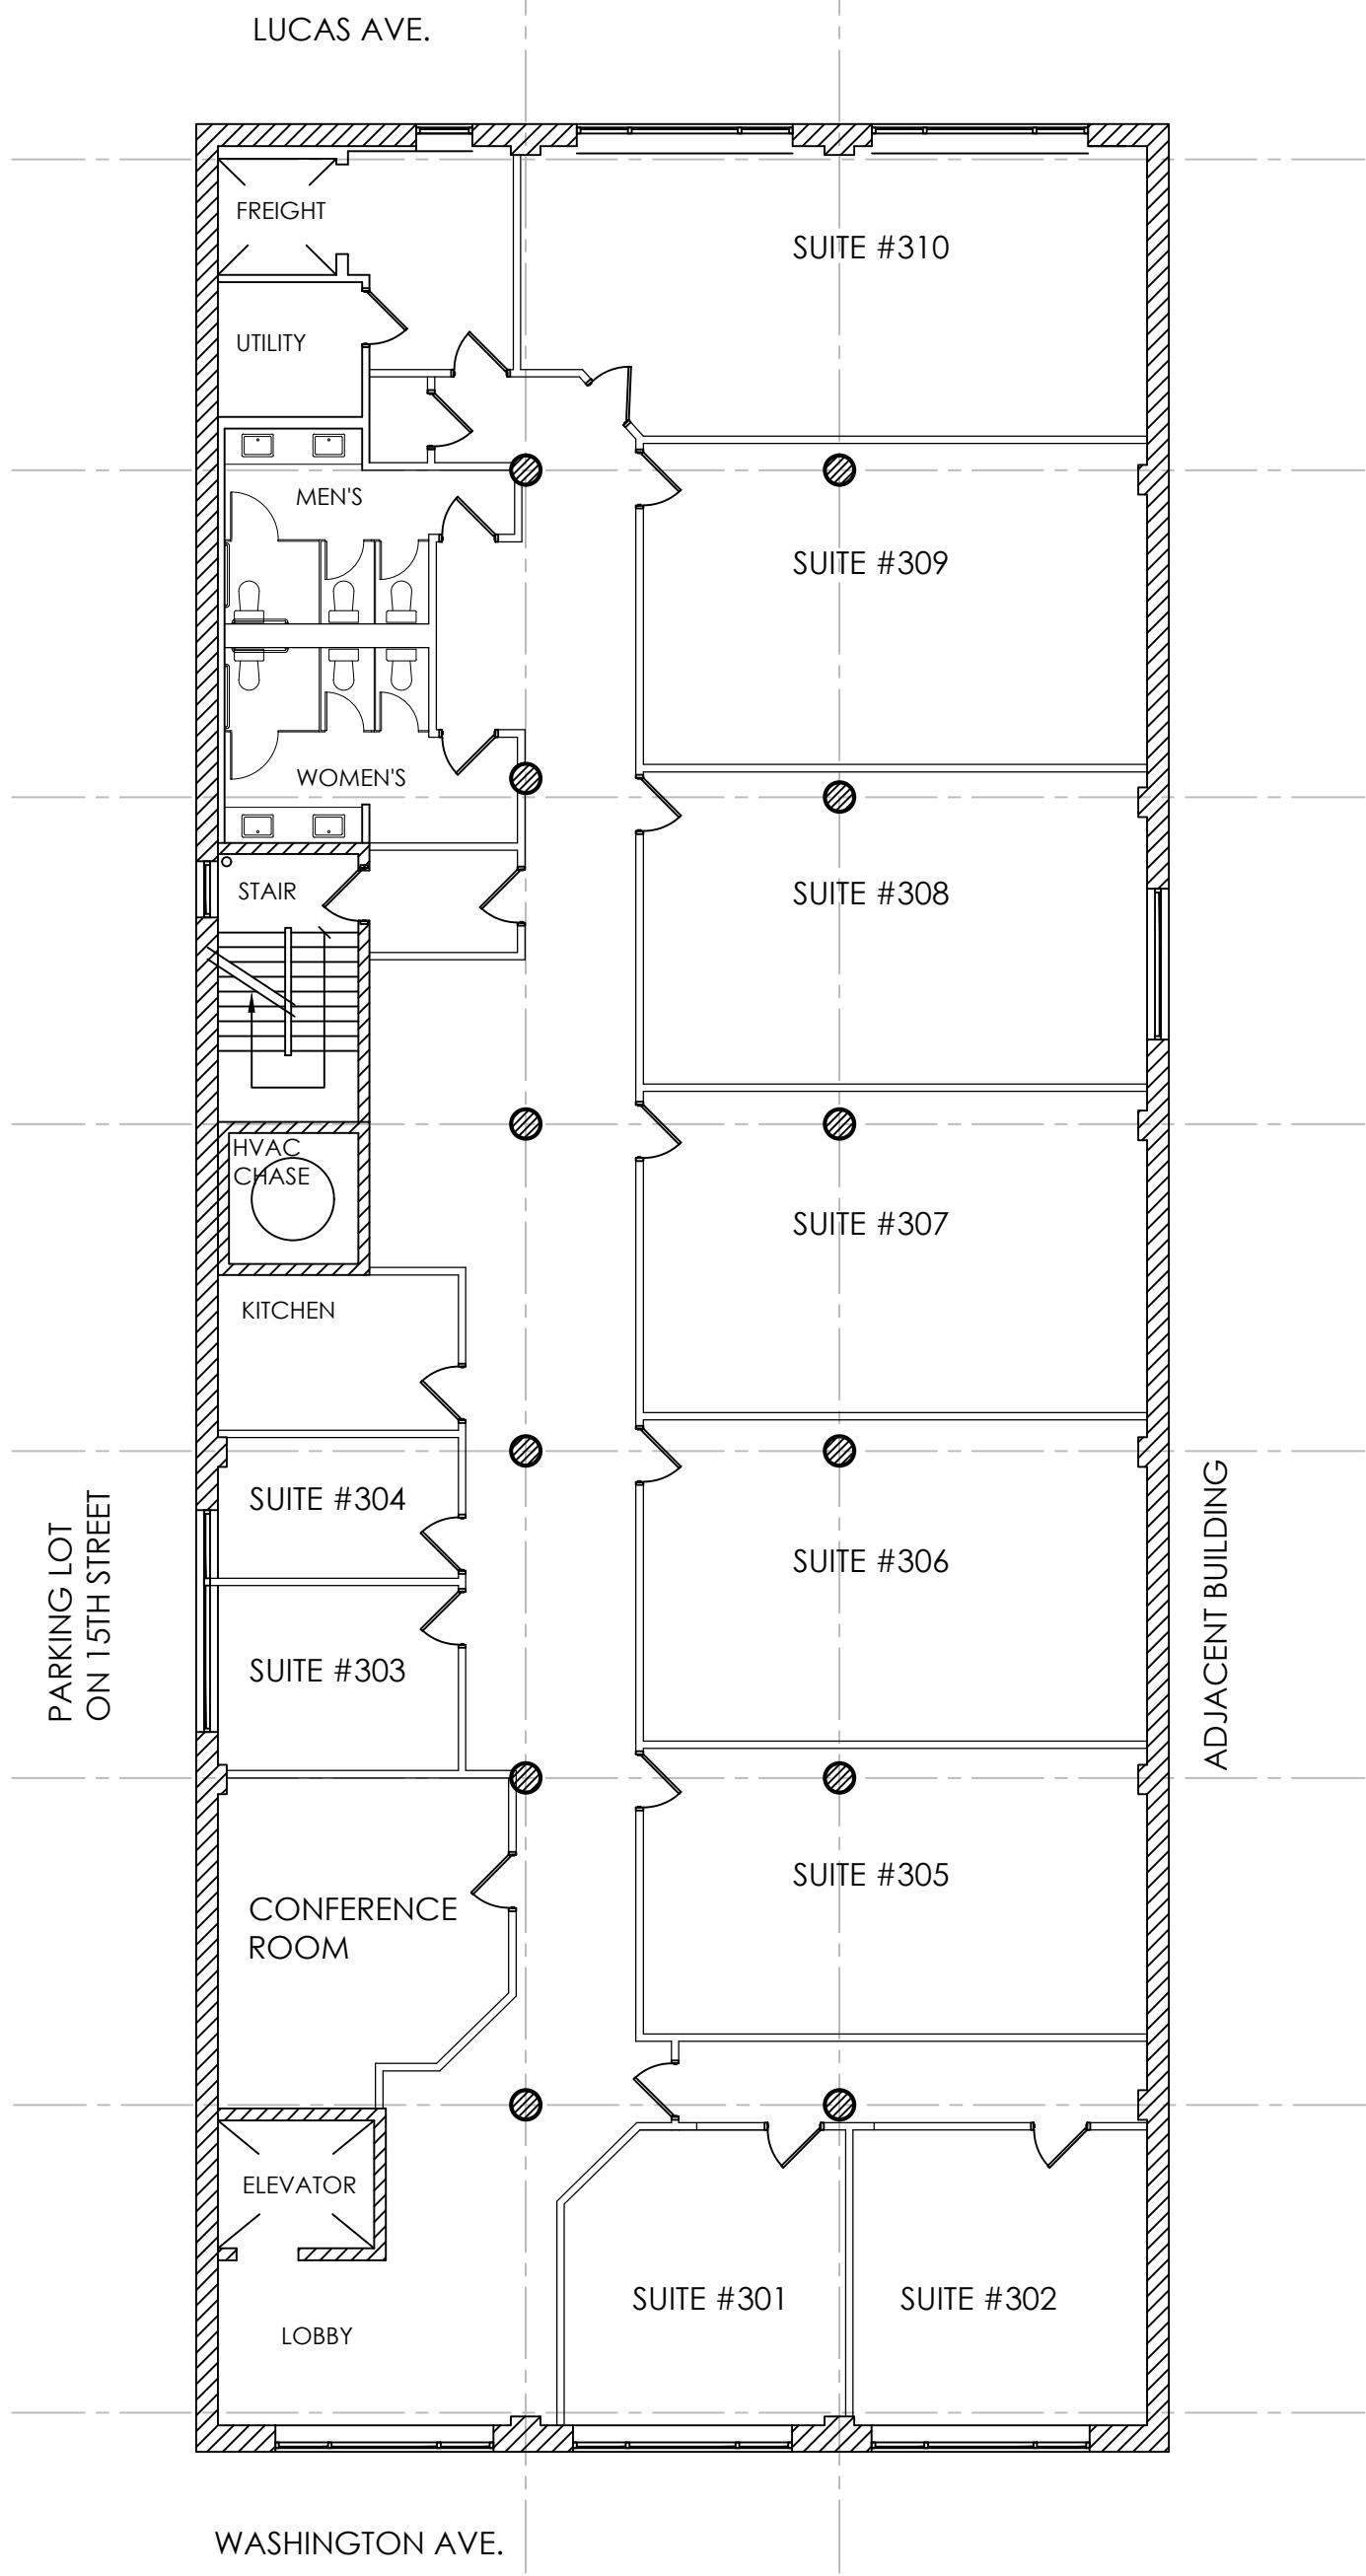 LUCAS AVE.
FREIGHT
SUITE #310
UTILITY
MEN'S
SUITE #309
WOMEN'S
STAIR
SUITE #308
HVAC
CHASE
SUITE #307
KITCHEN
SUITE #304
SUITE #306
PARKING LOT
ON 15TH STREET
ADJACENT BUILDING
SUITE #303
SUITE #305
CONFERENCE
ROOM
ELEVATOR
SUITE #301
SUITE #302
LOBBY
WASHINGTON AVE.